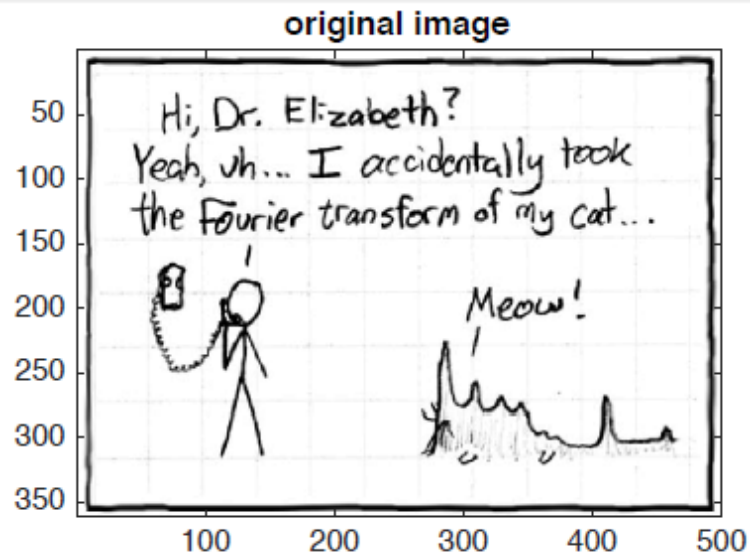 original image
Hi, Dr. Elizabeth?
Yeah, uh... I accidentally took
the Fourier transform of my cat...
Meow!
50
100
150
200
250
300
350
100 200 300 400 500